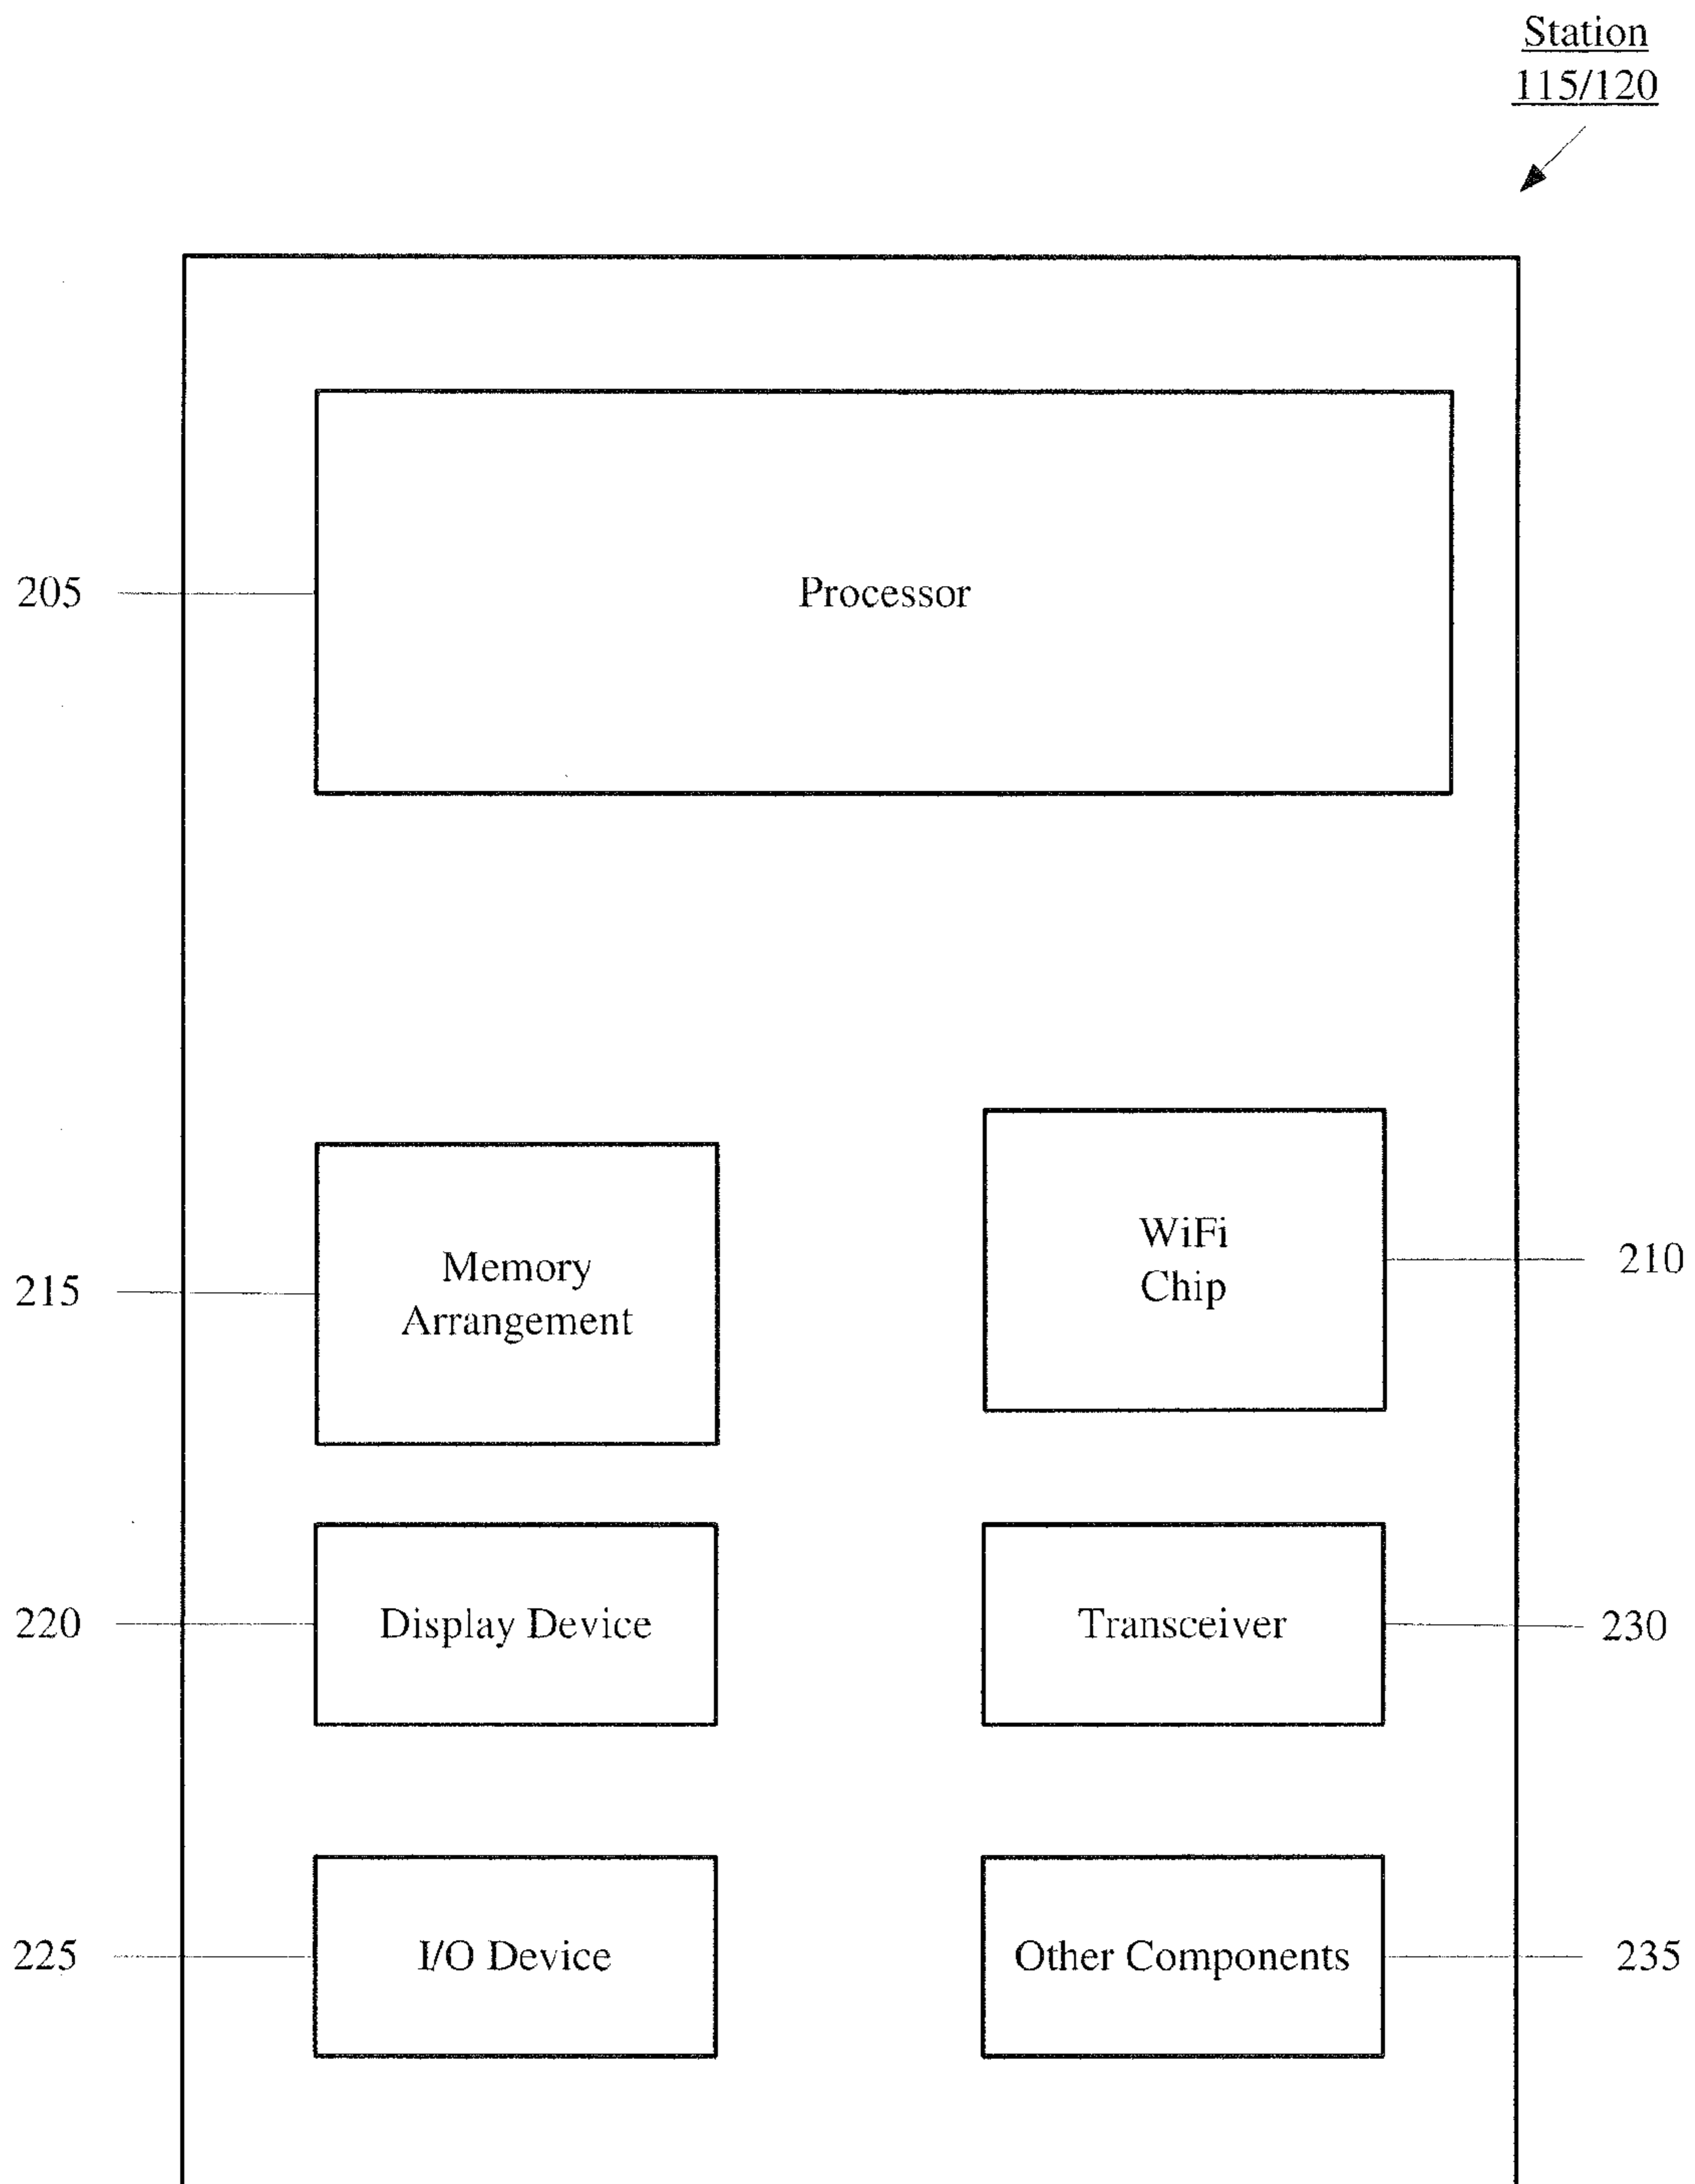 Station
115/120
205
Processor
WiFi
Chip
210
215
Memory
Arrangement
220
Display Device
Transceiver
230
225
I/O Device
Other Components
235